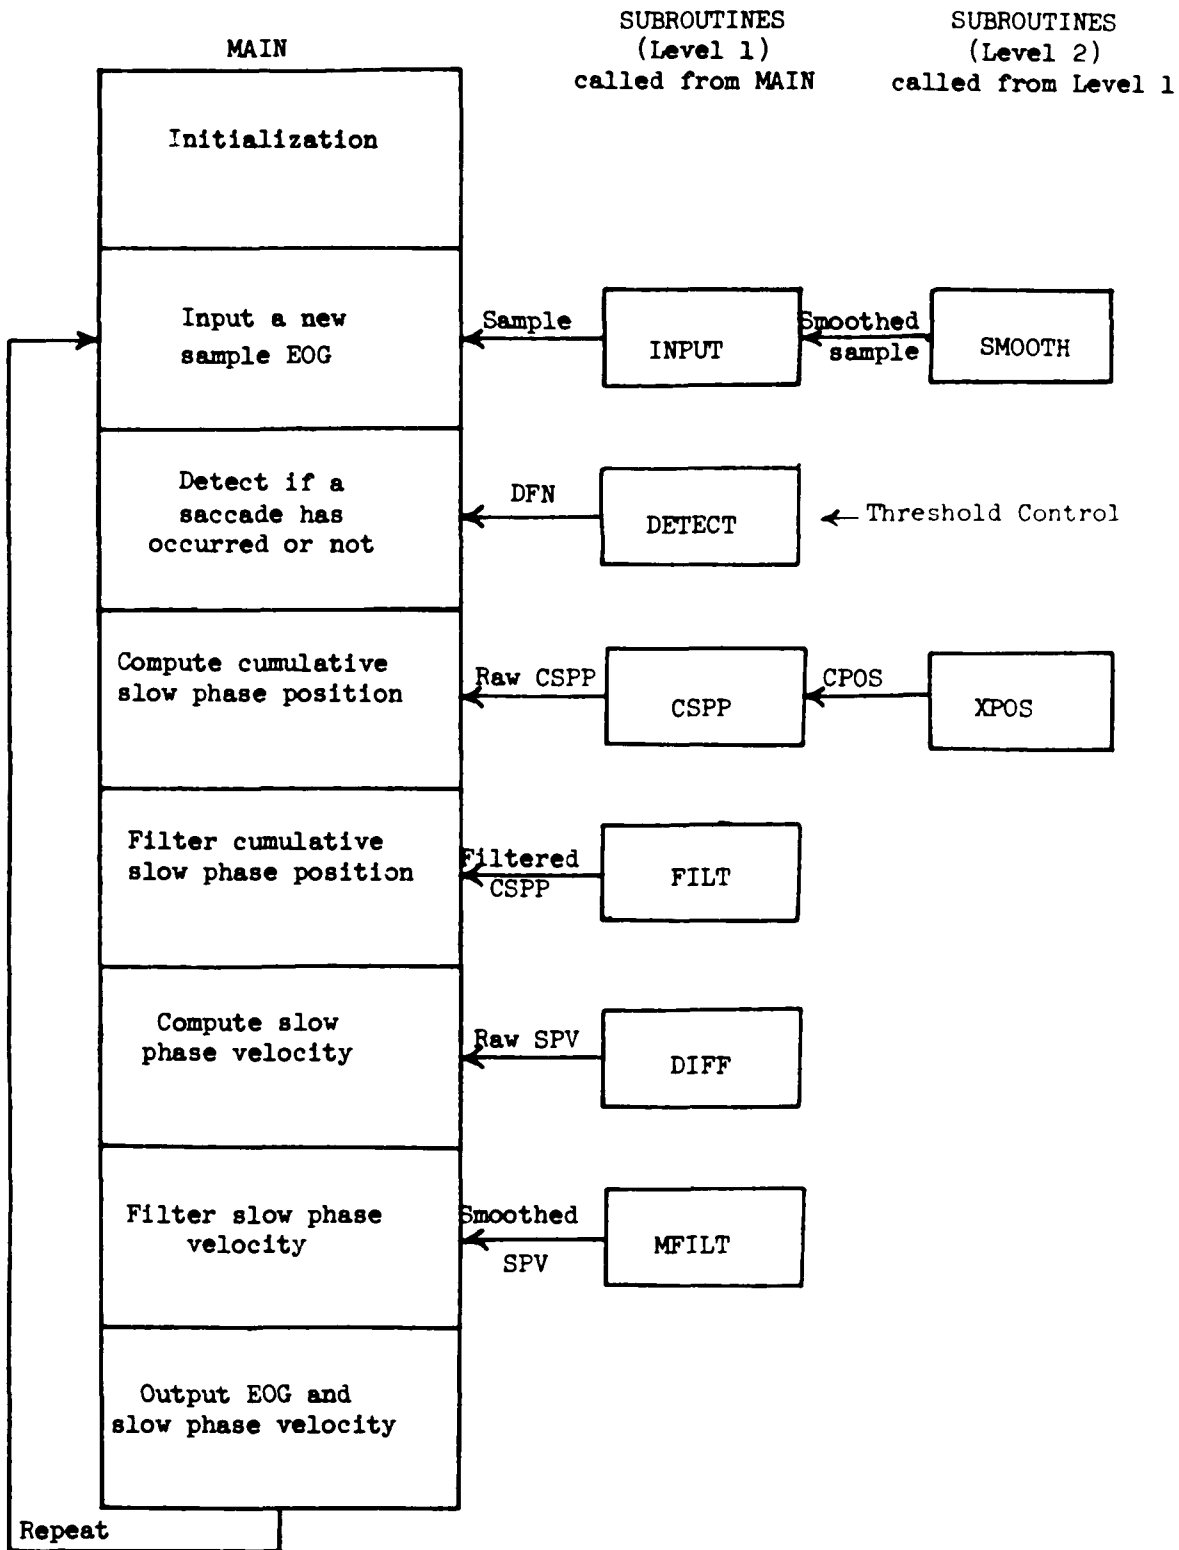 MAIN
SUBROUTINES
(Level 1)
called from MAIN
SUBROUTINES
(Level 2)
called from Level 1
Initialization
Input a new
sample EOG
Sample
INPUT
Smoothed
sample
SMOOTH
Detect if a
saccade has
occurred or not
DFN
DETECT
Threshold Control
Compute cumulative
slow phase position
Raw CSPP
CSPP
CPOS
XPOS
Filter cumulative
slow phase position
Filtered
CSPP
FILT
Compute slow
phase velocity
Raw SPV
DIFF
Filter slow phase
velocity
Smoothed
SPV
MFILT
Output EOG and
slow phase velocity
Repeat